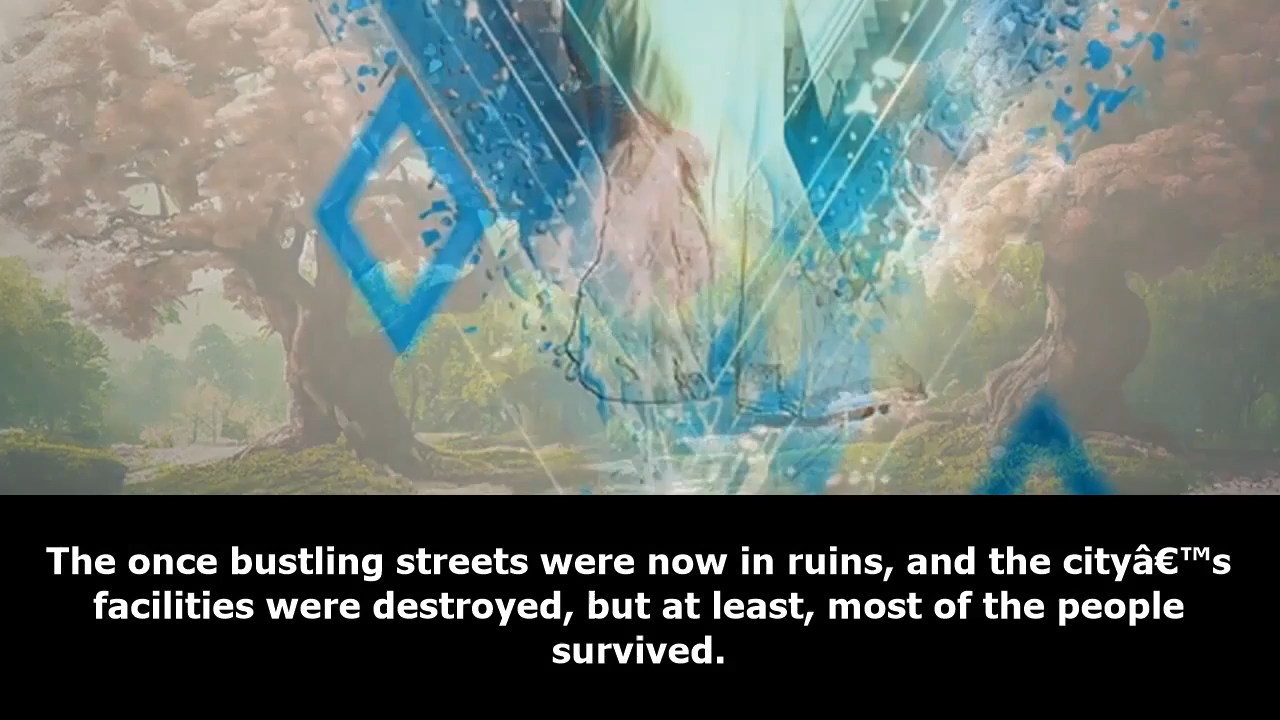 The once bustling streets were now in ruins, and the cityâ€™s
facilities were destroyed, but at least, most of the people
survived.